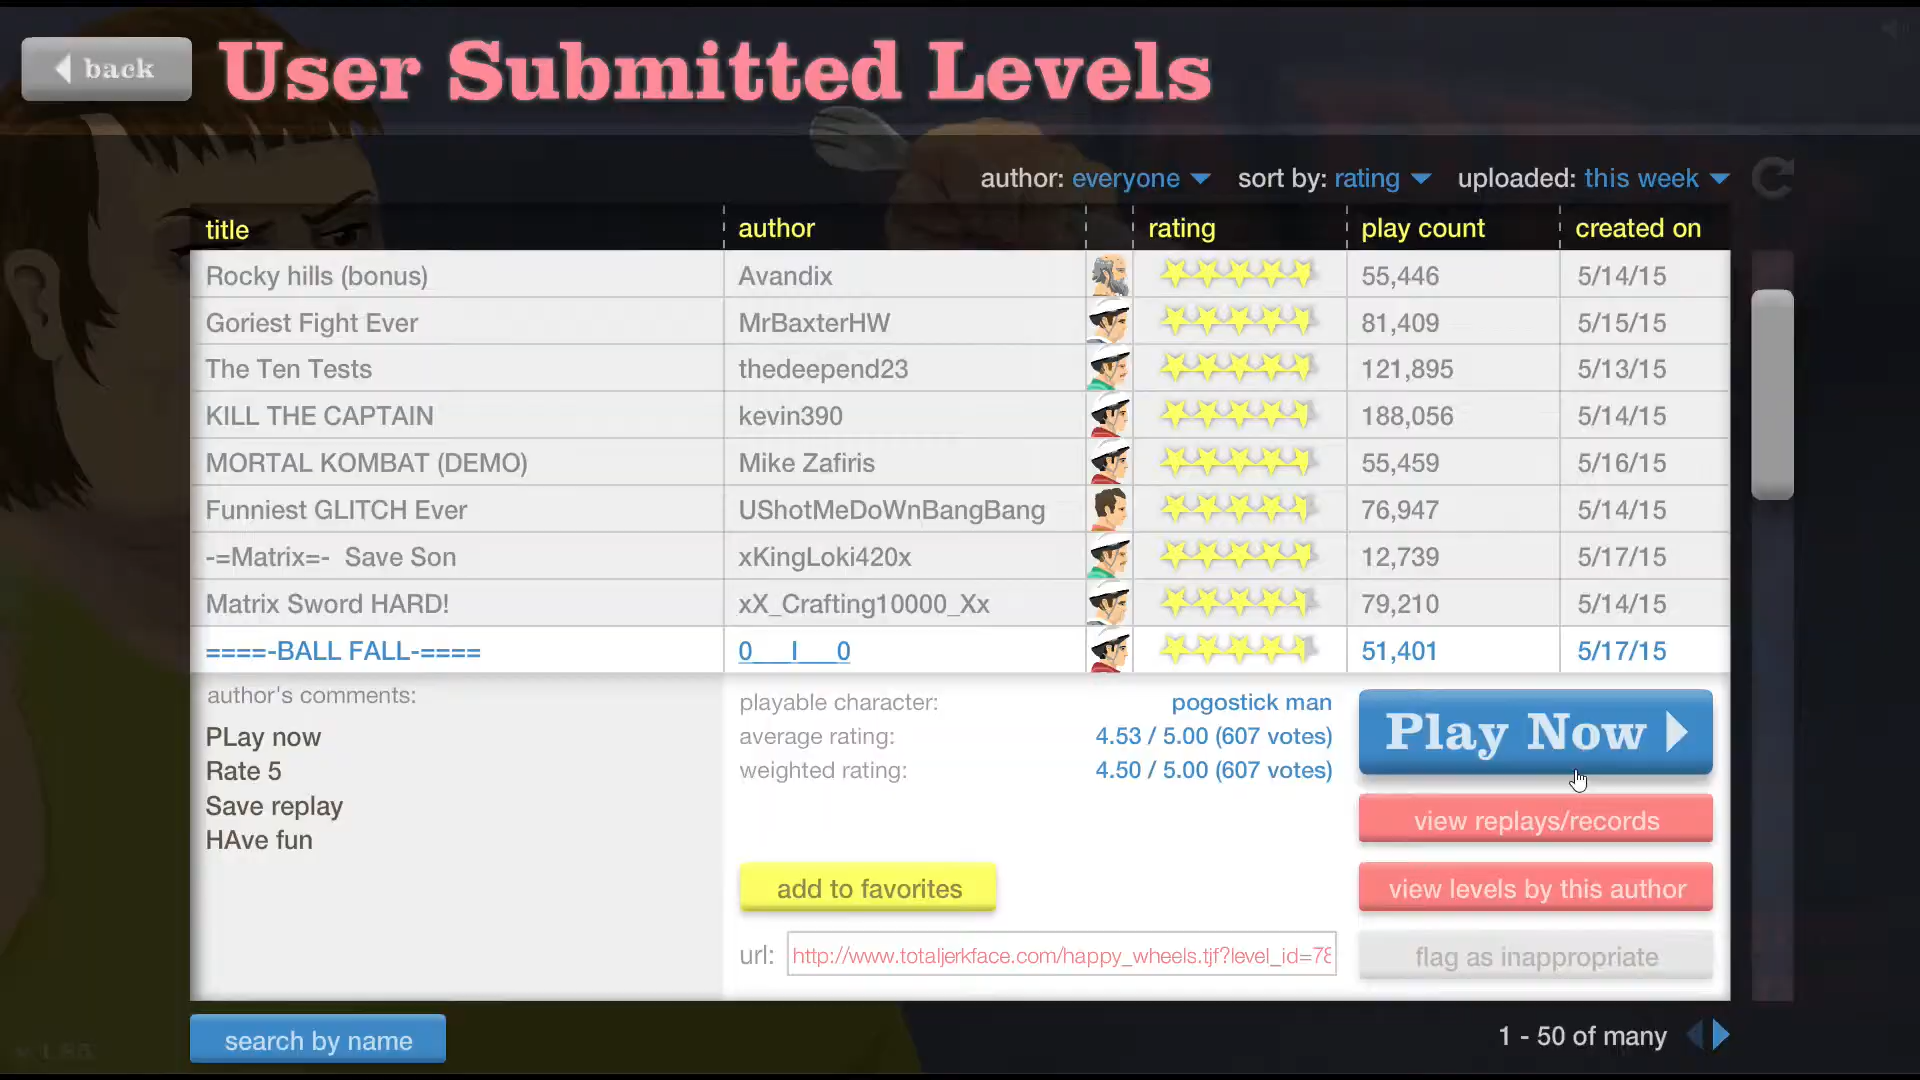 back
User Submitted Levels
author: everyone sort by: rating uploaded: this week
title author rating play count created on
Rocky hills (bonus) Avandix 55,446 5/14/15
Goriest Fight Ever MrBaxterHW 81,409 5/15/15
The Ten Tests thedeepend23 121,895 5/13/15
KILL THE CAPTAIN kevin390 188,056 5/14/15
MORTAL KOMBAT (DEMO) Mike Zafiris 55,459 5/16/15
Funniest GLITCH Ever UShotMeDoWnBangBang 76,947 5/14/15
-=Matrix=-  Save Son xKingLoki420x 12,739 5/17/15
Matrix Sword HARD! xX_Crafting10000_Xx 79,210 5/14/15
====-BALL FALL-==== 0___I___0 51,401 5/17/15
author's comments:
PLay now
Rate 5
Save replay
HAve fun
playable character: pogostick man
average rating: 4.53 / 5.00 (607 votes)
weighted rating: 4.50 / 5.00 (607 votes)
add to favorites
url: http://www.totaljerkface.com/happy_wheels.tjf?level_id=78
Play Now
view replays/records
view levels by this author
flag as inappropriate
search by name
1 - 50 of many